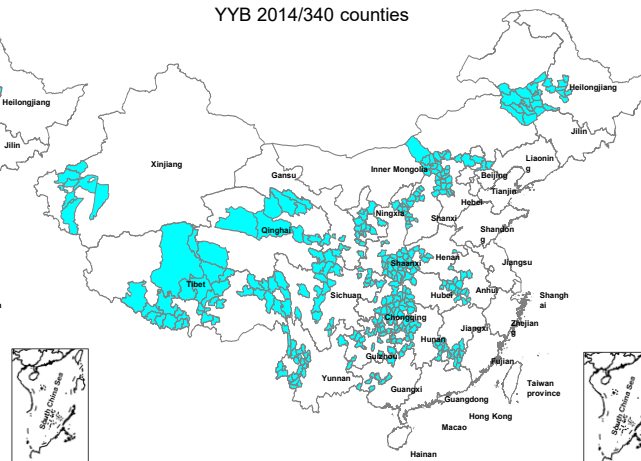 YYB 2014/340 counties
Heilongjiang
Jilin
Xinjiang
Gansu
Inner Mongolia
Heilongjiang
Jilin
Liaonin
g
Beijing
Tianjin
Hebei
Ningxia
Shanxi
Shandon
g
Qinghai
Shaanxi
Henan
Jiangsu
Tibet
Sichuan
Hubei
Anhui
Shangh
ai
Chongqing
Zhejian
g
Hunan
Jiangxi
Guizhou
Fujian
Yunnan
Guangxi
Guangdong
Taiwan
province
Hong Kong
Macao
Hainan
South China Sea
South China Sea